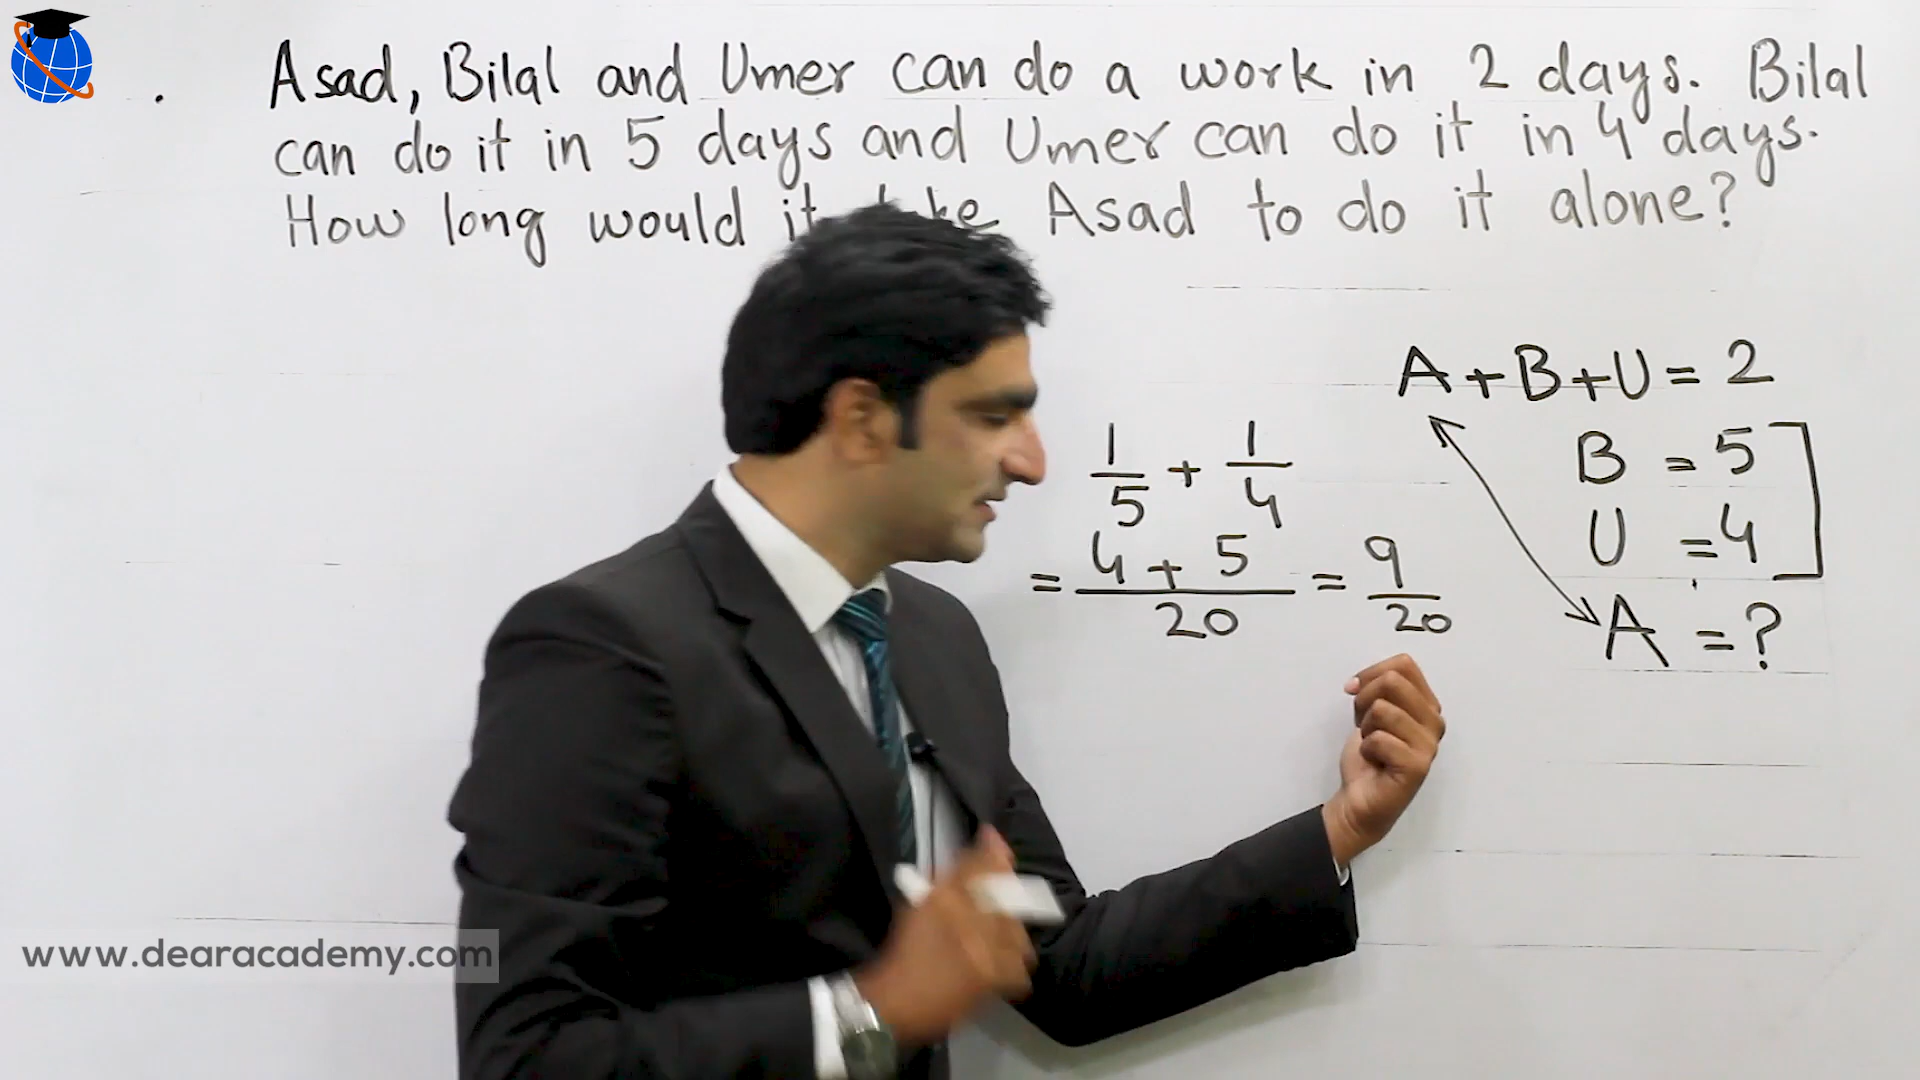 Asad, Bilal and Umer can do a work in 2 days. Bilal
can do it in 5 days and Umer can do it in 4 days.
How long would it Asad to do it alone?
A + B + U = 2
B = 5
U = 4
A = ?
1/5 + 1/4
= 4 + 5 / 20 = 9/20
www.dearacademy.com